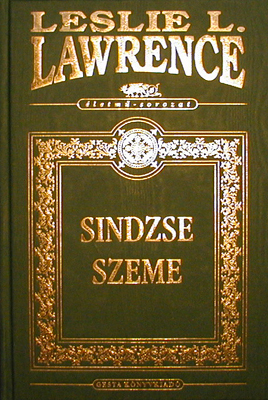 LESLIE L.
LAWRENCE
életmű-sorozat
SINDZSE
SZEME
GESTA KÖNYVKIADÓ